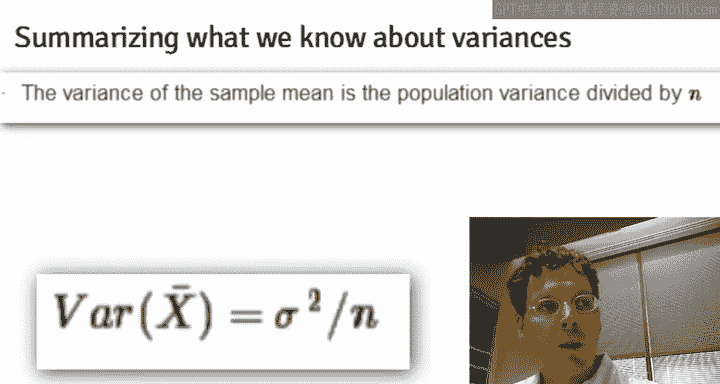 Summarizing what we know about variances
· The variance of the sample mean is the population variance divided by n
Var(X̄) = σ²/n